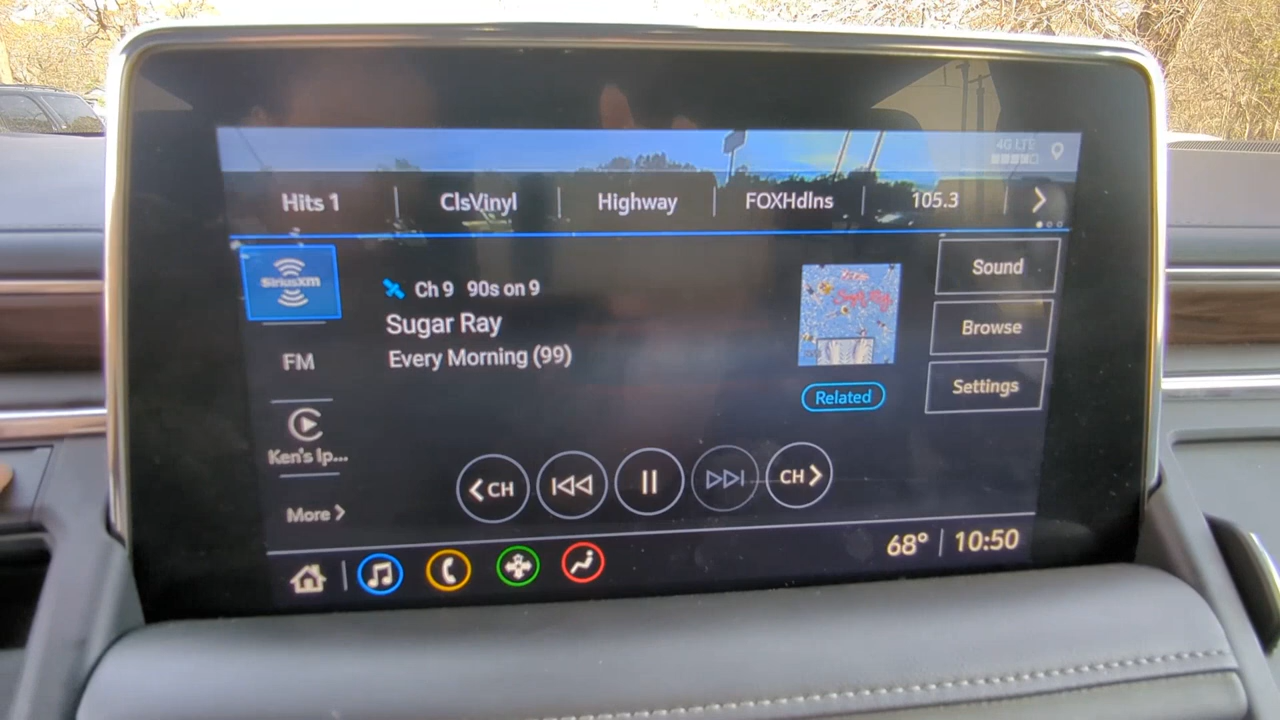 4G LTE
Hits 1
ClsVinyl
Highway
FOXHdlns
105.3
SiriusXM
FM
Ken's Ip...
More
Ch 9 90s on 9
Sugar Ray
Every Morning (99)
Related
Sound
Browse
Settings
CH
CH
68° 10:50